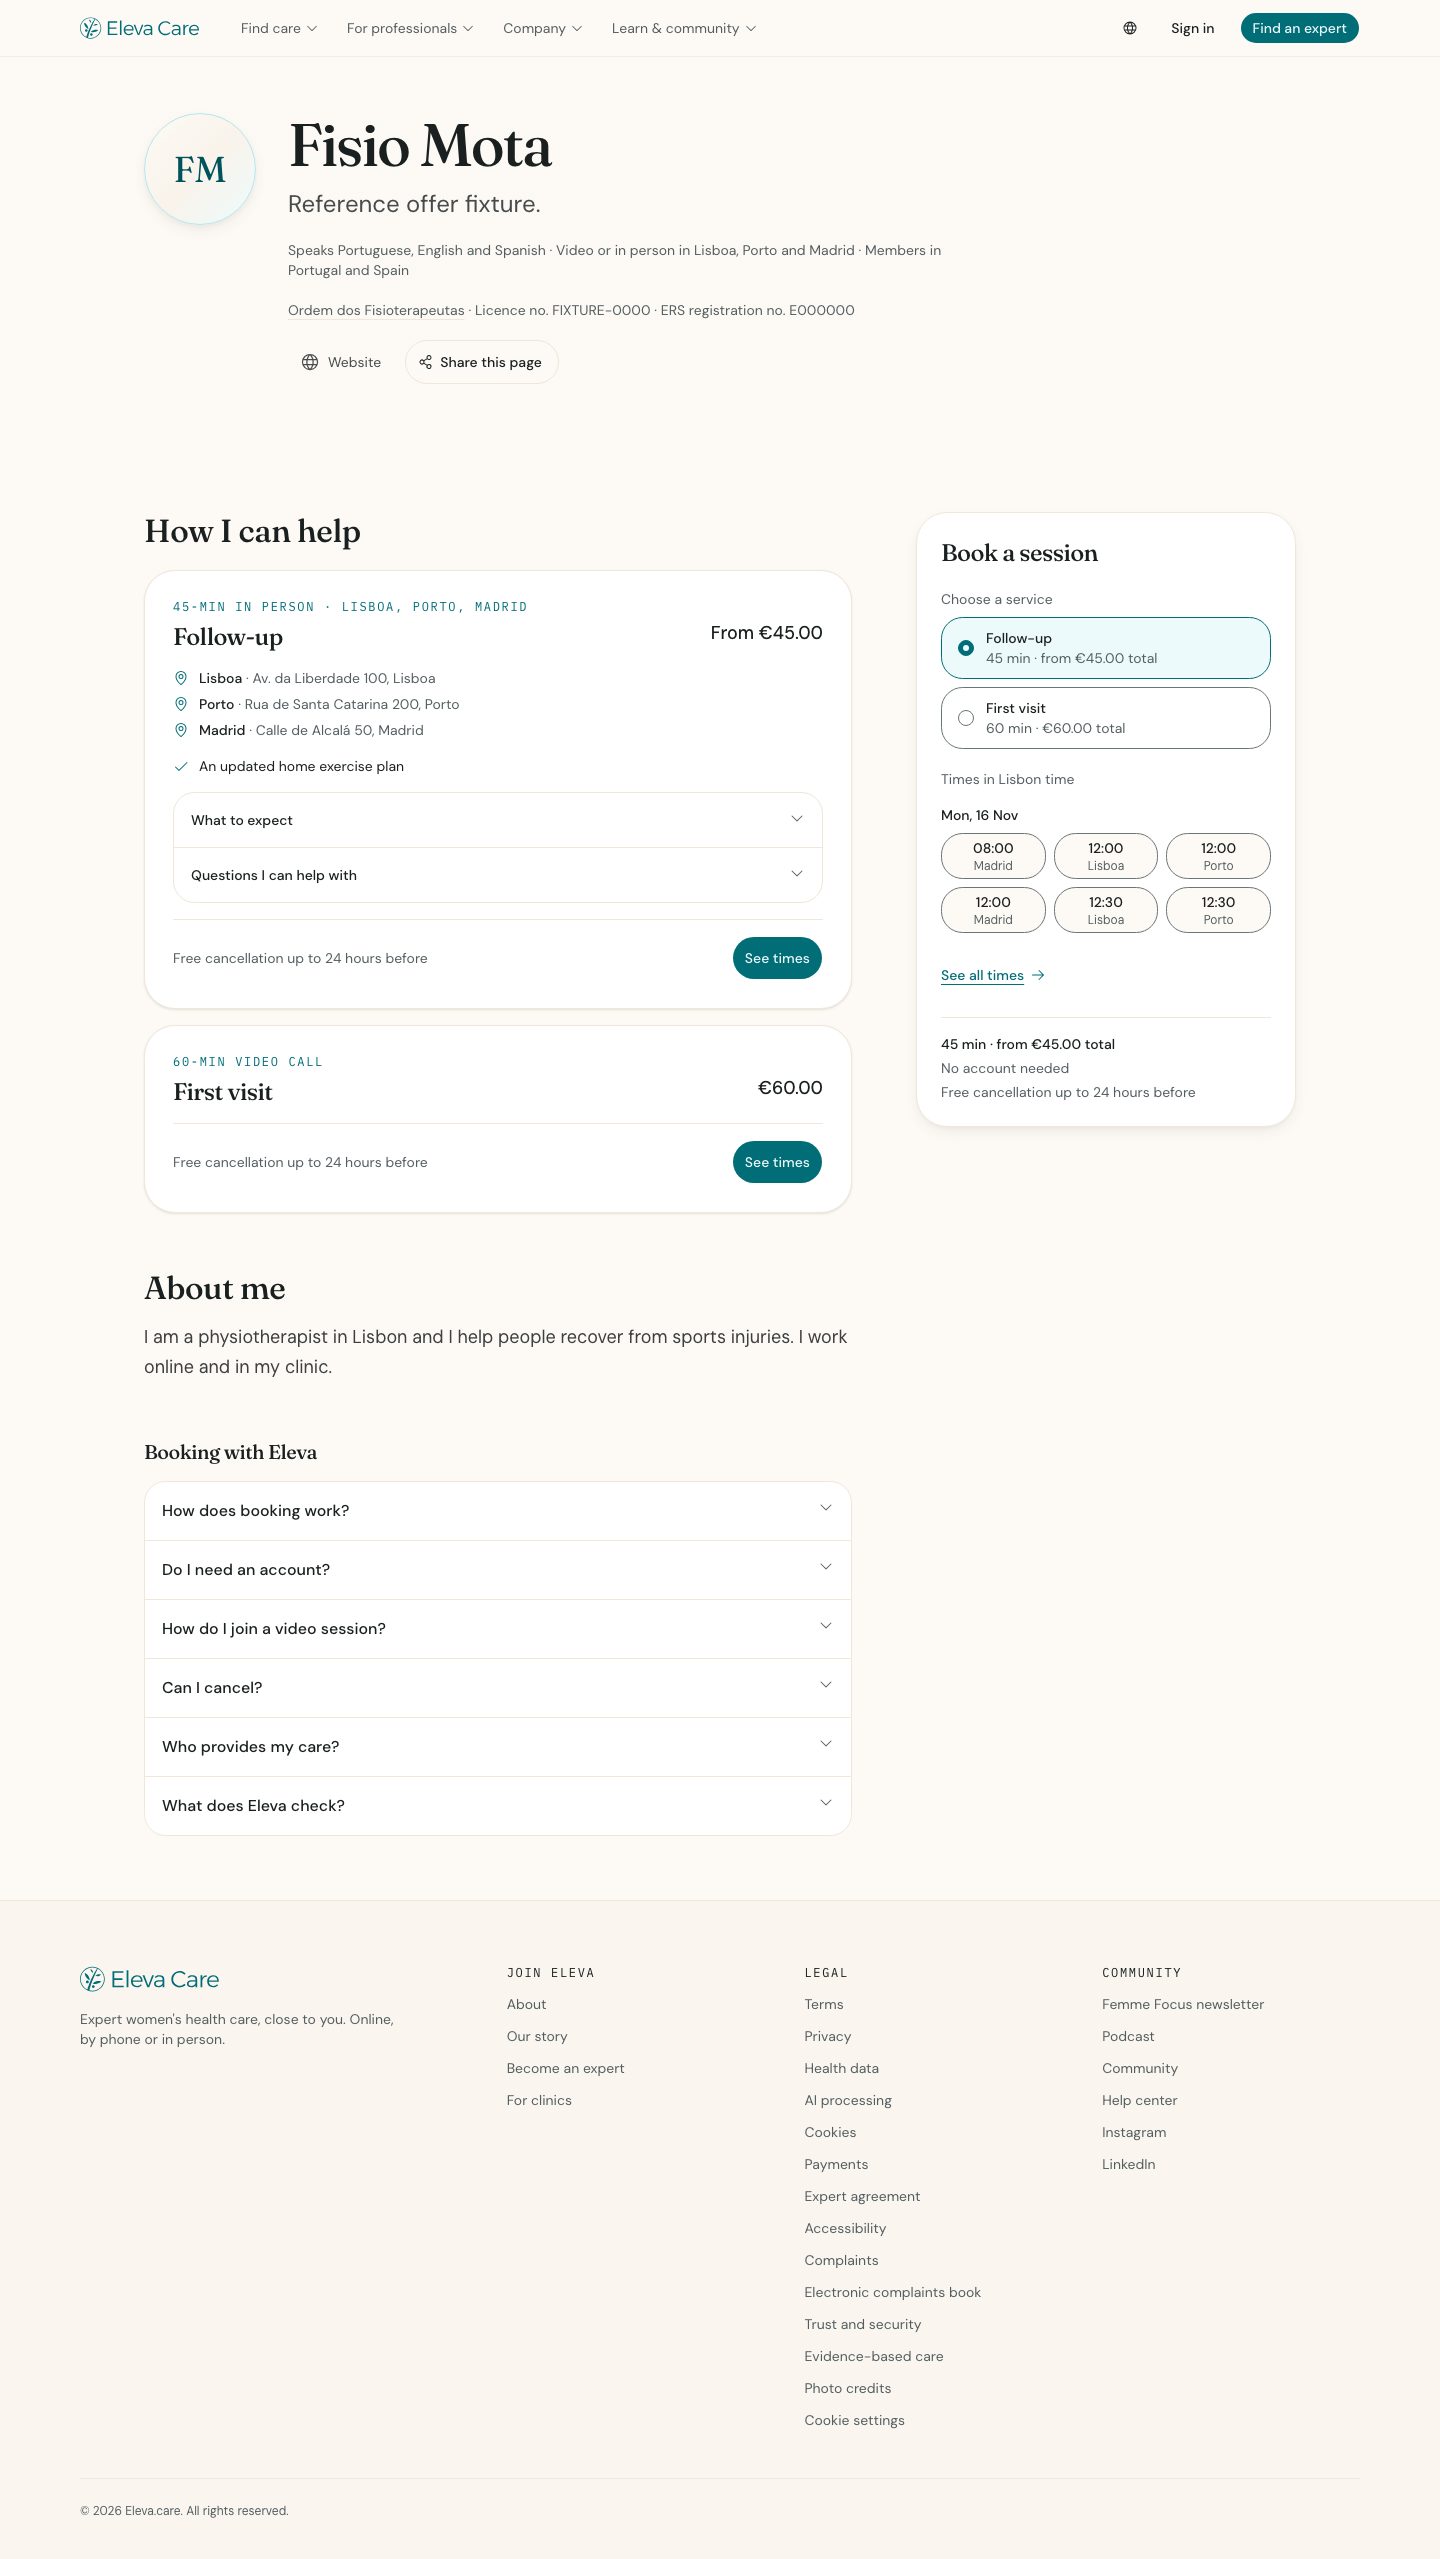 Eleva Care
Find care
For professionals
Company
Learn & community
Sign in
Find an expert
FM
Fisio Mota
Reference offer fixture.
Speaks Portuguese, English and Spanish · Video or in person in Lisboa, Porto and Madrid · Members in
Portugal and Spain
Ordem dos Fisioterapeutas · Licence no. FIXTURE-0000 · ERS registration no. E000000
Website
Share this page
How I can help
45-MIN IN PERSON · LISBOA, PORTO, MADRID
Follow-up
From €45.00
Lisboa · Av. da Liberdade 100, Lisboa
Porto · Rua de Santa Catarina 200, Porto
Madrid · Calle de Alcalá 50, Madrid
An updated home exercise plan
What to expect
Questions I can help with
Free cancellation up to 24 hours before
See times
60-MIN VIDEO CALL
First visit
€60.00
Free cancellation up to 24 hours before
See times
Book a session
Choose a service
Follow-up
45 min · from €45.00 total
First visit
60 min · €60.00 total
Times in Lisbon time
Mon, 16 Nov
08:00
Madrid
12:00
Lisboa
12:00
Porto
12:00
Madrid
12:30
Lisboa
12:30
Porto
See all times
45 min · from €45.00 total
No account needed
Free cancellation up to 24 hours before
About me
I am a physiotherapist in Lisbon and I help people recover from sports injuries. I work
online and in my clinic.
Booking with Eleva
How does booking work?
Do I need an account?
How do I join a video session?
Can I cancel?
Who provides my care?
What does Eleva check?
Eleva Care
Expert women's health care, close to you. Online,
by phone or in person.
JOIN ELEVA
About
Our story
Become an expert
For clinics
LEGAL
Terms
Privacy
Health data
AI processing
Cookies
Payments
Expert agreement
Accessibility
Complaints
Electronic complaints book
Trust and security
Evidence-based care
Photo credits
Cookie settings
COMMUNITY
Femme Focus newsletter
Podcast
Community
Help center
Instagram
LinkedIn
© 2026 Eleva.care. All rights reserved.